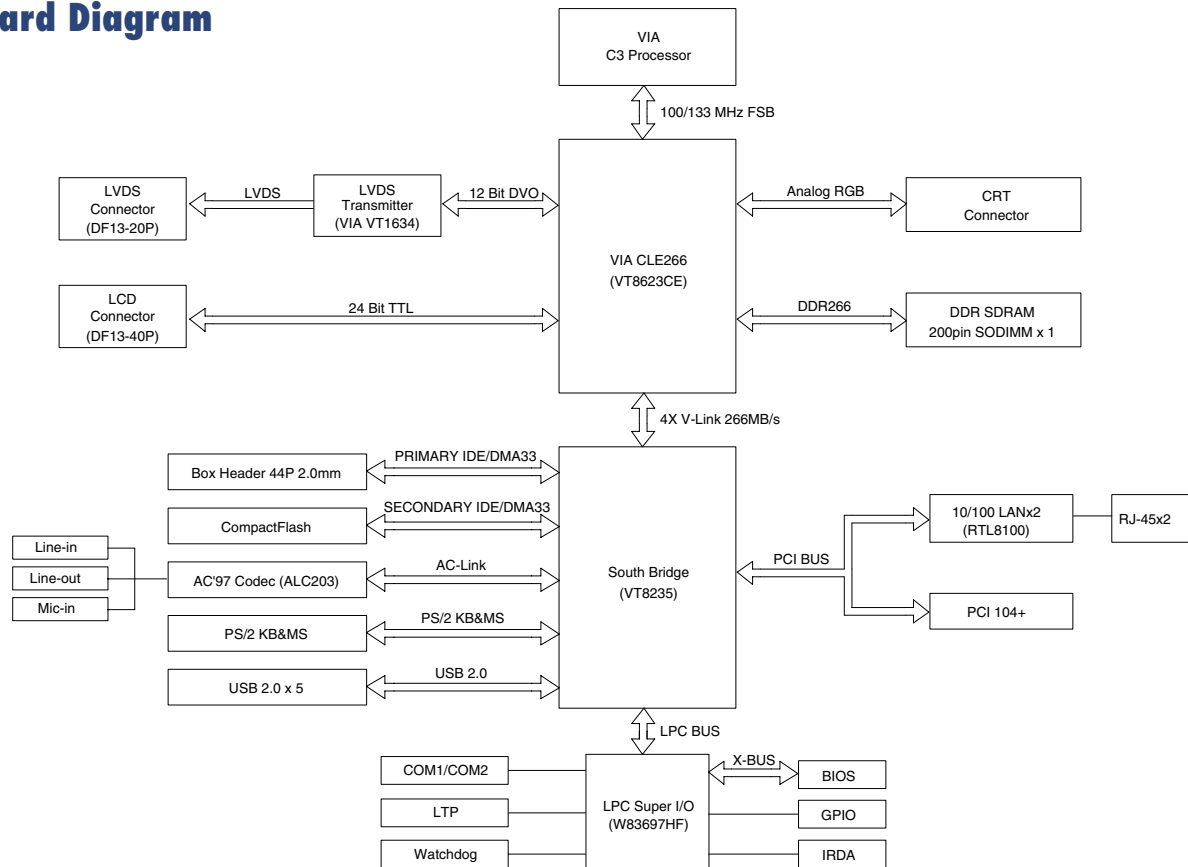 ard Diagram
VIA
C3 Processor
100/133 MHz FSB
LVDS
Connector
(DF13-20P)
LVDS
LVDS
Transmitter
(VIA VT1634)
12 Bit DVO
Analog RGB
CRT
Connector
VIA CLE266
(VT8623CE)
LCD
Connector
(DF13-40P)
24 Bit TTL
DDR266
DDR SDRAM
200pin SODIMM x 1
4X V-Link 266MB/s
Box Header 44P 2.0mm
PRIMARY IDE/DMA33
CompactFlash
SECONDARY IDE/DMA33
Line-in
Line-out
Mic-in
AC'97 Codec (ALC203)
AC-Link
PS/2 KB&MS
PS/2 KB&MS
USB 2.0 x 5
USB 2.0
South Bridge
(VT8235)
PCI BUS
10/100 LANx2
(RTL8100)
RJ-45x2
PCI 104+
LPC BUS
COM1/COM2
LTP
Watchdog
LPC Super I/O
(W83697HF)
X-BUS
BIOS
GPIO
IRDA